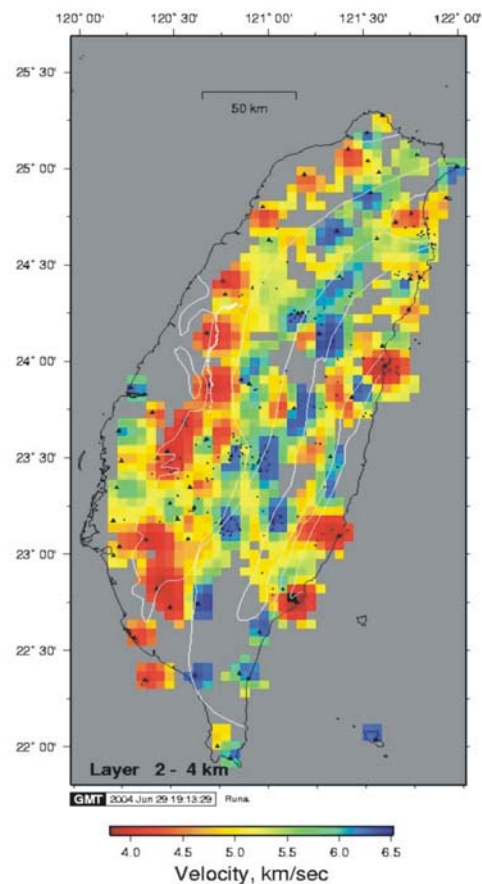 120° 00' 120° 30' 121° 00' 121° 30' 122° 00'
25° 30'
50 km
25° 00'
24° 30'
24° 00'
23° 30'
23° 00'
22° 30'
22° 00'
Layer 2 - 4 km
GMT 2004 Jun 29 19:13:29 Runa.
4.0 4.5 5.0 5.5 6.0 6.5
Velocity, km/sec